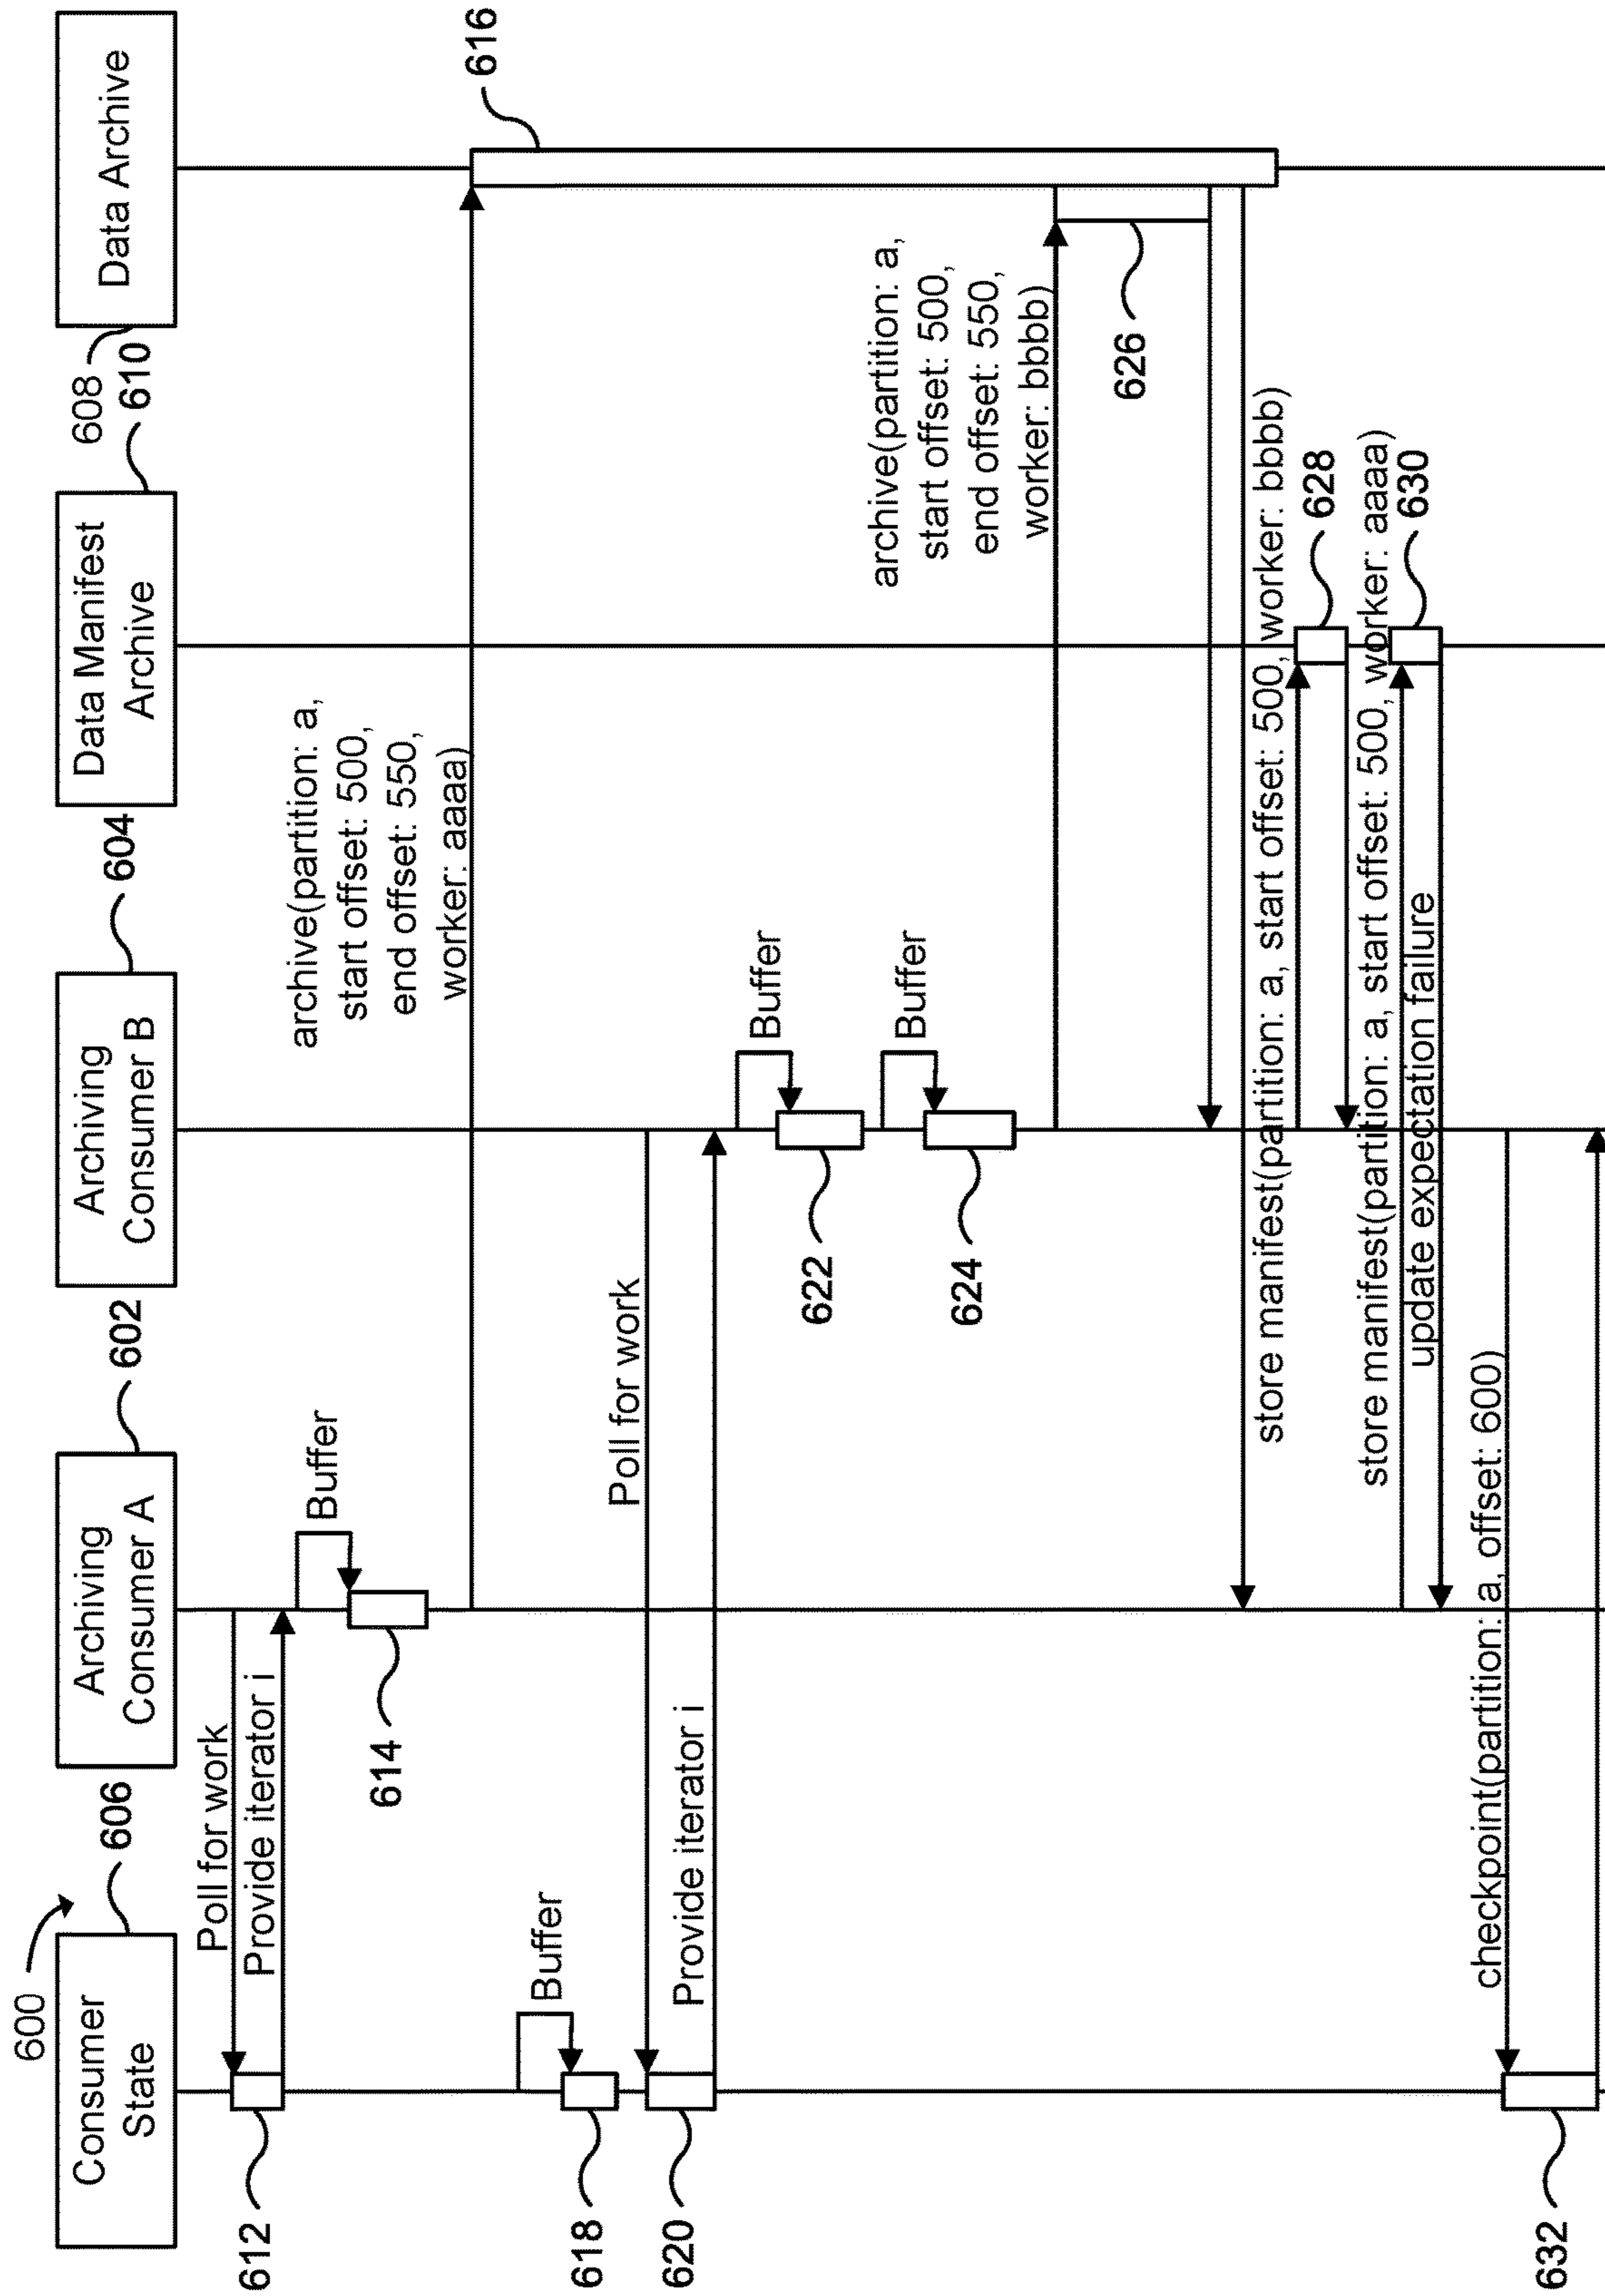 600
Consumer
State
606
Archiving
Consumer A
602
Archiving
Consumer B
604
Data Manifest
Archive
610
608
Data Archive
Poll for work
Provide iterator i
612
Buffer
614
archive(partition: a,
start offset: 500,
end offset: 550,
worker: aaaa)
616
Buffer
618
Poll for work
620
Provide iterator i
Buffer
622
Buffer
624
archive(partition: a,
start offset: 500,
end offset: 550,
worker: bbbb)
626
store manifest(partition: a, start offset: 500, worker: bbbb)
628
store manifest(partition: a, start offset: 500, worker: aaaa)
630
update expectation failure
checkpoint(partition: a, offset: 600)
632